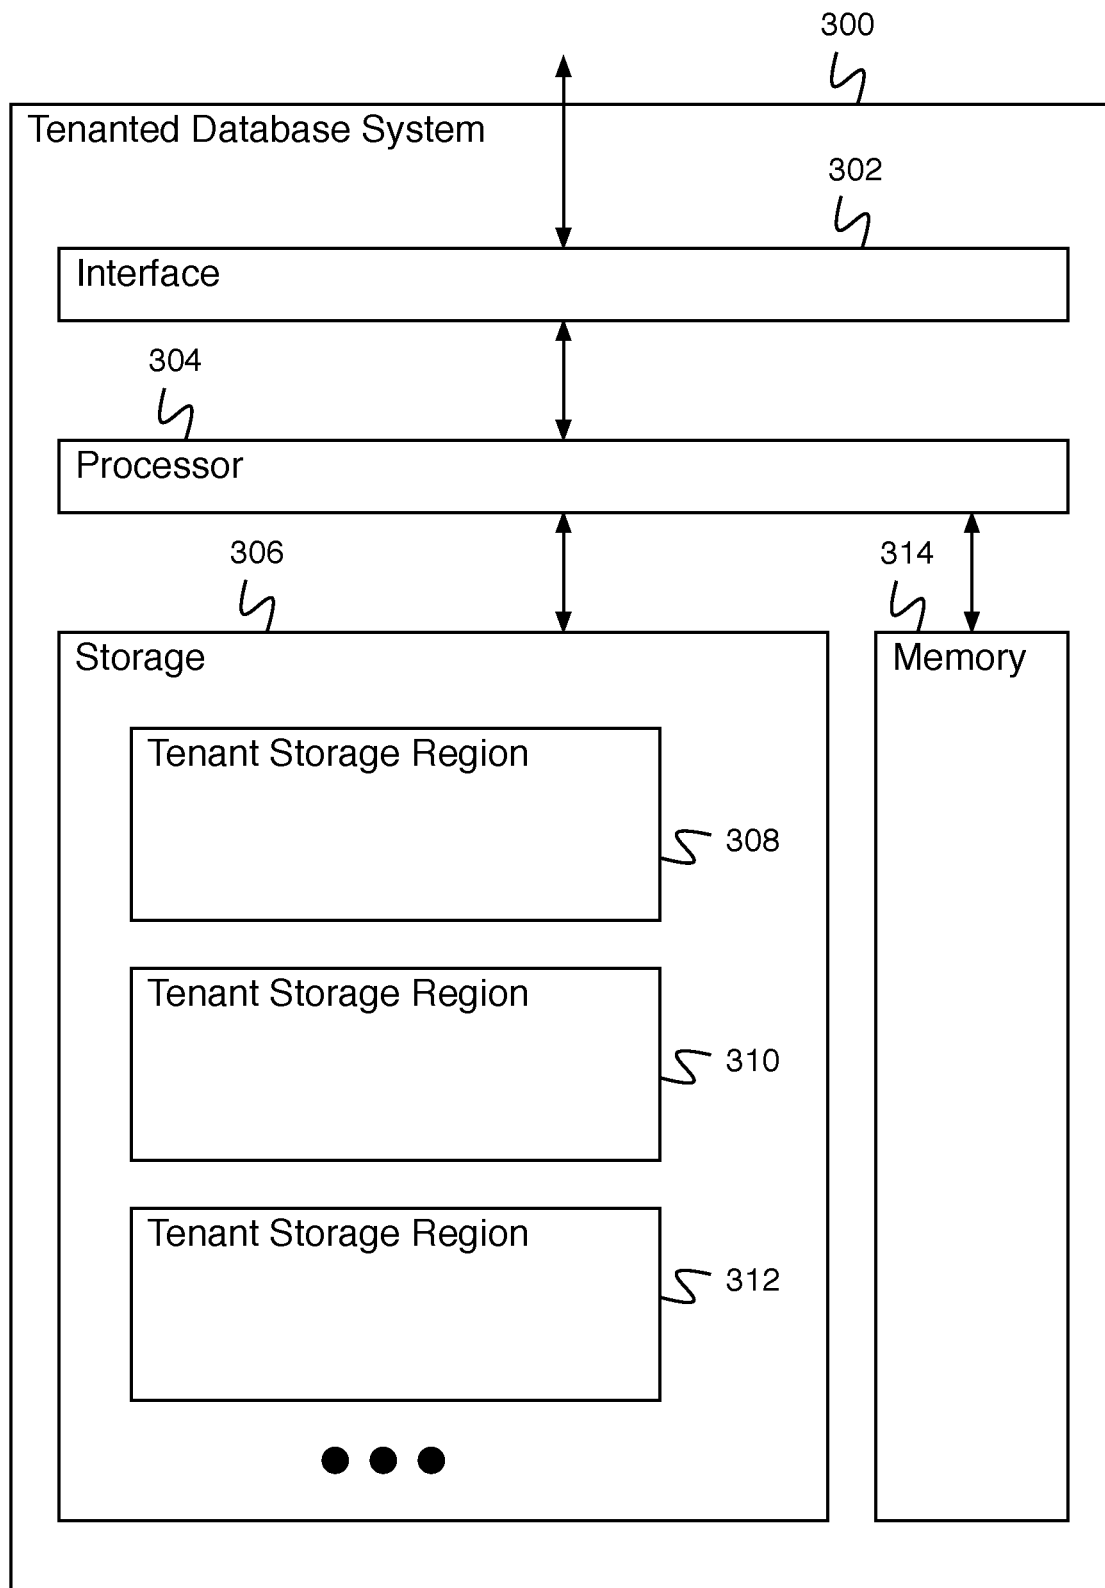 300
Tenanted Database System
302
Interface
304
Processor
306
314
Storage
Memory
Tenant Storage Region
308
Tenant Storage Region
310
Tenant Storage Region
312